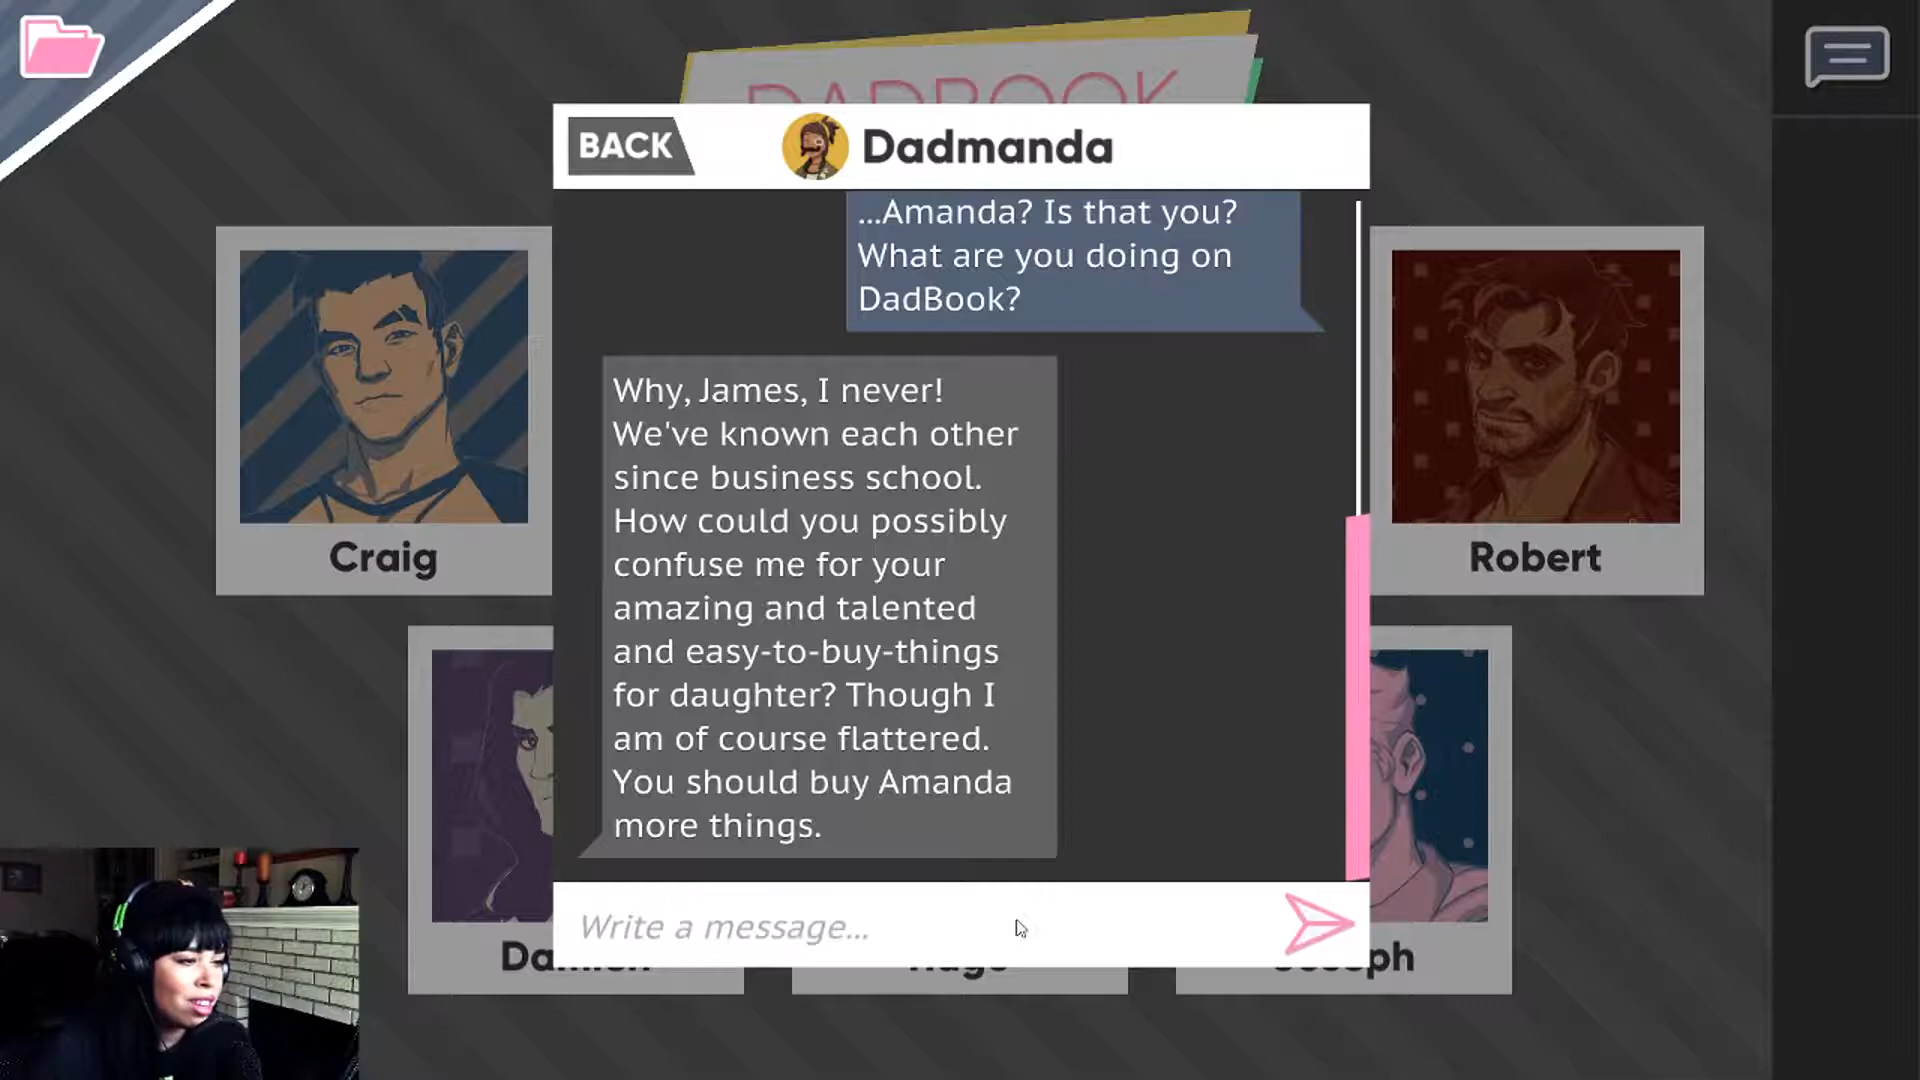 DADBOOK
BACK
Dadmanda
...Amanda? Is that you?
What are you doing on
DadBook?
Why, James, I never!
We've known each other
since business school.
How could you possibly
confuse me for your
amazing and talented
and easy-to-buy-things
for daughter? Though I
am of course flattered.
You should buy Amanda
more things.
Craig
Robert
Write a message...